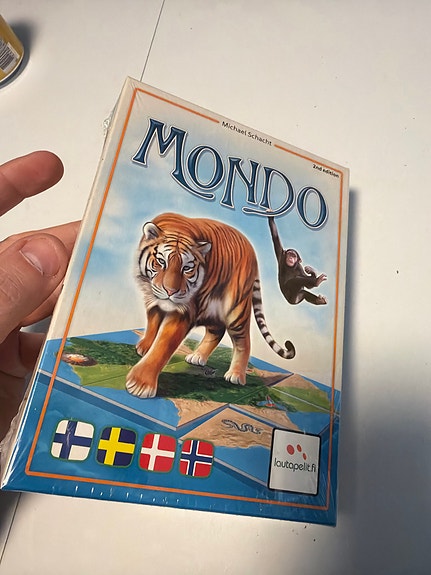 Michael Schacht
2nd edition
MONDO
lautapelit.fi